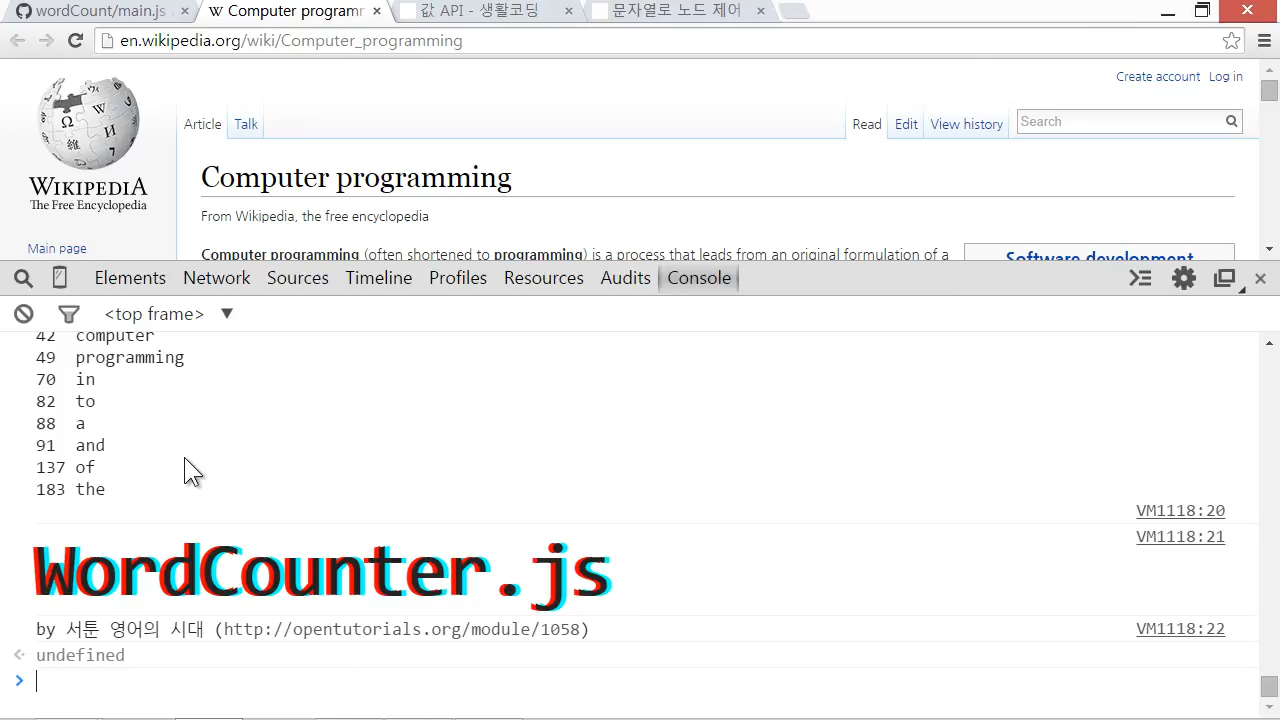 wordCount/main.js
Computer programm
값 API - 생활코딩
문자열로 노드 제어
en.wikipedia.org/wiki/Computer_programming
Create account Log in
Article Talk Read Edit View history Search
WIKIPEDIA
The Free Encyclopedia
Computer programming
From Wikipedia, the free encyclopedia
Main page
Computer programming (often shortened to programming) is a process that leads from an original formulation of a
Software development
Elements Network Sources Timeline Profiles Resources Audits Console
<top frame> ▼
42 computer
49 programming
70 in
82 to
88 a
91 and
137 of
183 the
VM1118:20
VM1118:21
WordCounter.js
by 서툰 영어의 시대 (http://opentutorials.org/module/1058) VM1118:22
undefined